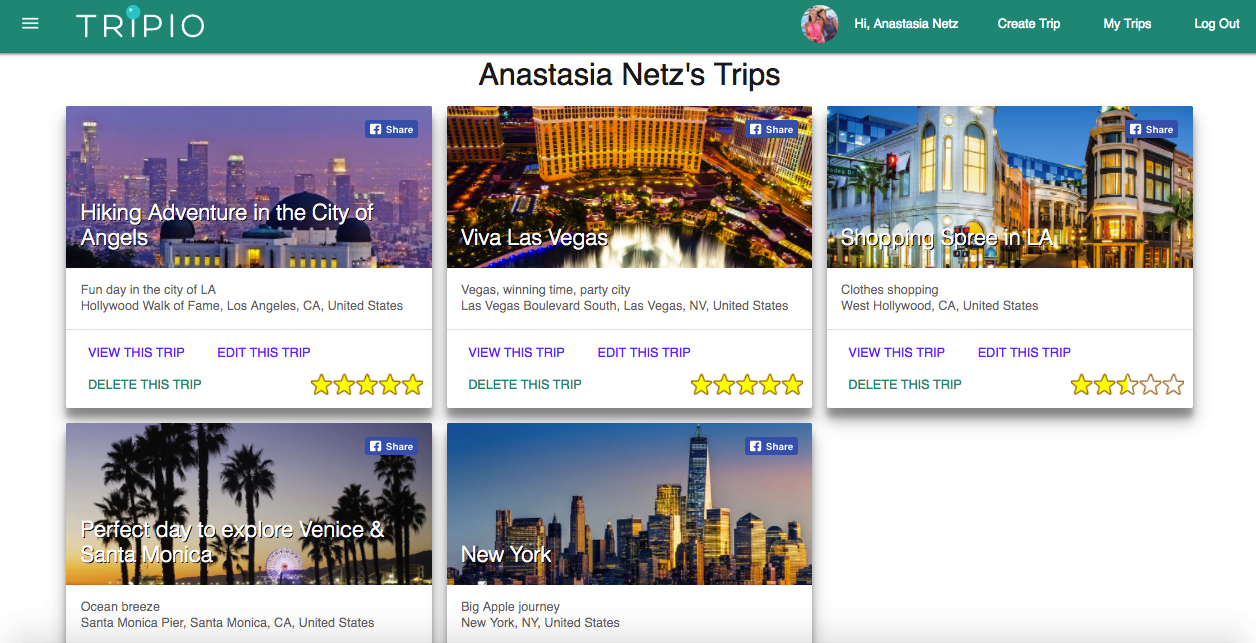 TRIPIO
Hi, Anastasia Netz
Create Trip
My Trips
Log Out
Anastasia Netz's Trips
Share
Hiking Adventure in the City of
Angels
Fun day in the city of LA
Hollywood Walk of Fame, Los Angeles, CA, United States
VIEW THIS TRIP
EDIT THIS TRIP
DELETE THIS TRIP
Share
Viva Las Vegas
Vegas, winning time, party city
Las Vegas Boulevard South, Las Vegas, NV, United States
VIEW THIS TRIP
EDIT THIS TRIP
DELETE THIS TRIP
Share
Shopping Spree in LA
Clothes shopping
West Hollywood, CA, United States
VIEW THIS TRIP
EDIT THIS TRIP
DELETE THIS TRIP
Share
Perfect day to explore Venice &
Santa Monica
Ocean breeze
Santa Monica Pier, Santa Monica, CA, United States
Share
New York
Big Apple journey
New York, NY, United States